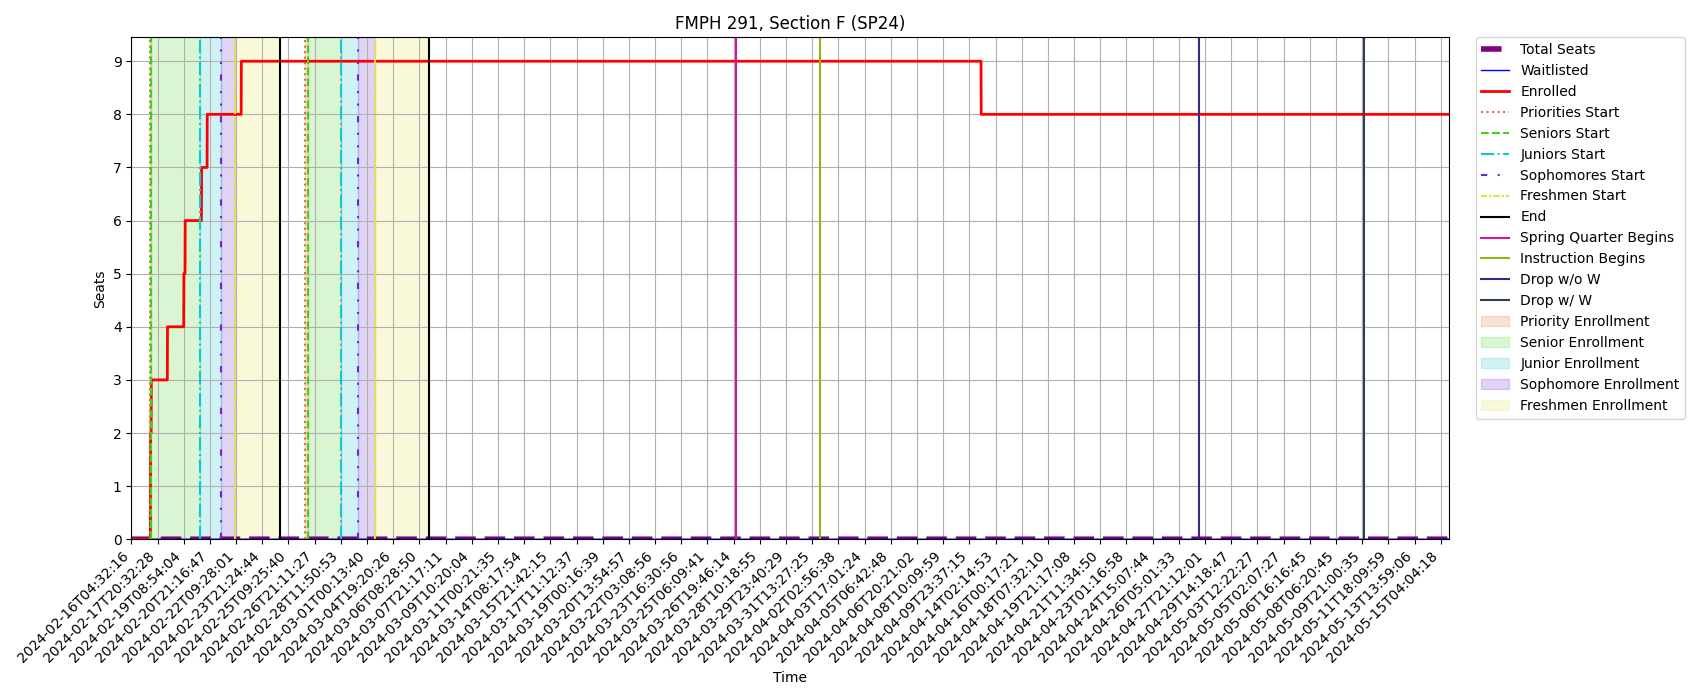 FMPH 291, Section F (SP24)
9
8
7
6
5
4
3
2
1
0
Seats
2024-02-16T04:32:16
2024-02-17T20:32:28
2024-02-19T08:54:04
2024-02-20T21:16:47
2024-02-22T09:28:01
2024-02-23T21:24:44
2024-02-25T09:25:40
2024-02-26T21:11:27
2024-02-28T11:50:53
2024-03-01T00:13:40
2024-03-04T19:20:26
2024-03-06T08:28:50
2024-03-07T21:17:11
2024-03-09T10:20:04
2024-03-11T00:21:35
2024-03-14T08:17:54
2024-03-15T21:42:15
2024-03-17T11:12:37
2024-03-19T00:16:39
2024-03-20T13:54:57
2024-03-22T03:08:56
2024-03-23T16:30:56
2024-03-25T06:09:41
2024-03-26T19:46:14
2024-03-28T10:18:55
2024-03-29T23:40:29
2024-03-31T13:27:25
2024-04-02T02:56:38
2024-04-03T17:01:24
2024-04-05T06:42:48
2024-04-06T20:21:02
2024-04-08T10:09:59
2024-04-09T23:37:15
2024-04-14T02:14:53
2024-04-16T00:17:21
2024-04-18T07:32:10
2024-04-19T21:17:08
2024-04-21T11:34:50
2024-04-23T01:16:58
2024-04-24T15:07:44
2024-04-26T05:01:33
2024-04-27T21:12:01
2024-04-29T14:18:47
2024-05-03T12:22:27
2024-05-05T02:07:27
2024-05-06T16:16:45
2024-05-08T06:20:45
2024-05-09T21:00:35
2024-05-11T18:09:59
2024-05-13T13:59:06
2024-05-15T04:04:18
Time
Total Seats
Waitlisted
Enrolled
Priorities Start
Seniors Start
Juniors Start
Sophomores Start
Freshmen Start
End
Spring Quarter Begins
Instruction Begins
Drop w/o W
Drop w/ W
Priority Enrollment
Senior Enrollment
Junior Enrollment
Sophomore Enrollment
Freshmen Enrollment